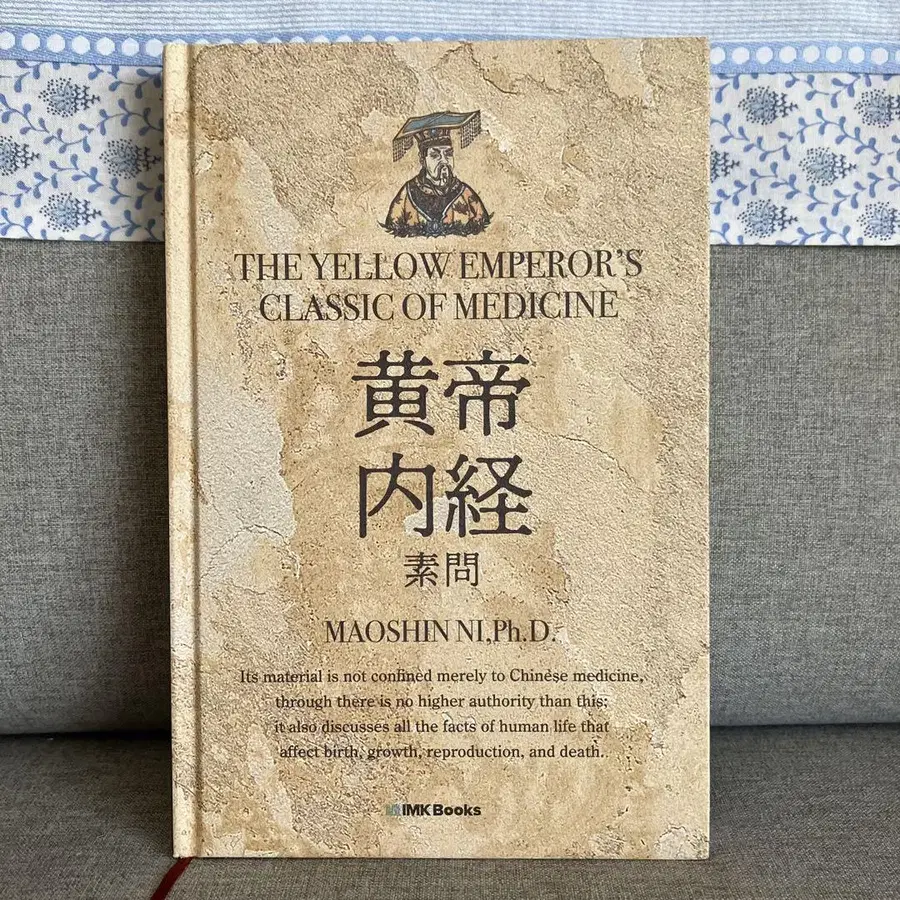 THE YELLOW EMPEROR'S
CLASSIC OF MEDICINE
黄帝
内経
素問
MAOSHIN NI,Ph.D.
Its material is not confined merely to Chinese medicine,
through there is no higher authority than this;
it also discusses all the facts of human life that
affect birth, growth, reproduction, and death.
IMK Books